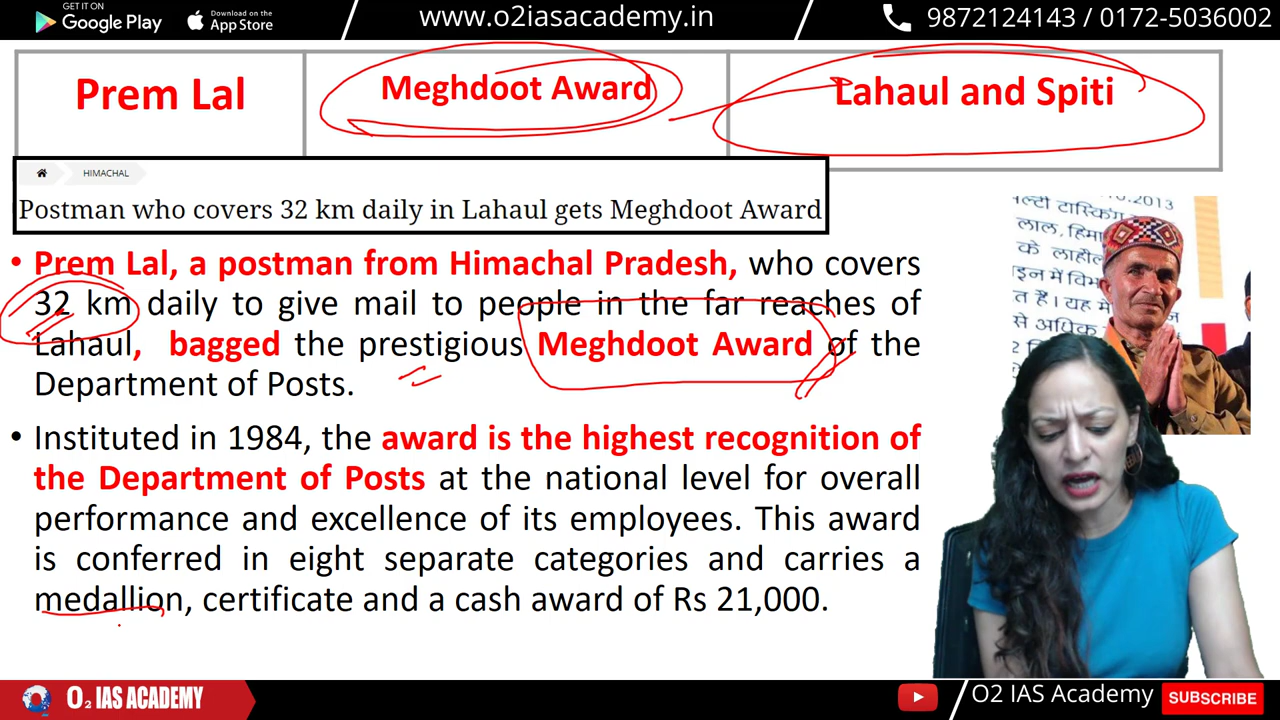 GET IT ON
Google Play
Download on the
App Store
www.o2iasacademy.in
9872124143 / 0172-5036002
Prem Lal
Meghdoot Award
Lahaul and Spiti
HIMACHAL
Postman who covers 32 km daily in Lahaul gets Meghdoot Award
• Prem Lal, a postman from Himachal Pradesh, who covers
32 km daily to give mail to people in the far reaches of
Lahaul, bagged the prestigious Meghdoot Award of the
Department of Posts.
• Instituted in 1984, the award is the highest recognition of
the Department of Posts at the national level for overall
performance and excellence of its employees. This award
is conferred in eight separate categories and carries a
medallion, certificate and a cash award of Rs 21,000.
.2013
मल्टी टास्किंग
लाल, हिमा
के लाहौल
त है। यह
से अधिक
O₂ IAS ACADEMY
O2 IAS Academy
SUBSCRIBE